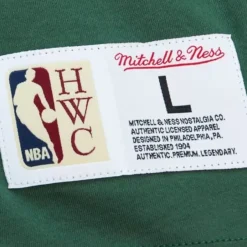 Mitchell & Ness
HWC
NBA
L
MITCHELL & NESS NOSTALGIA CO.
AUTHENTIC LICENSED APPAREL
DESIGNED IN PHILADELPHIA, PA
ESTABLISHED 1904
AUTHENTIC, PREMIUM, LEGENDARY.